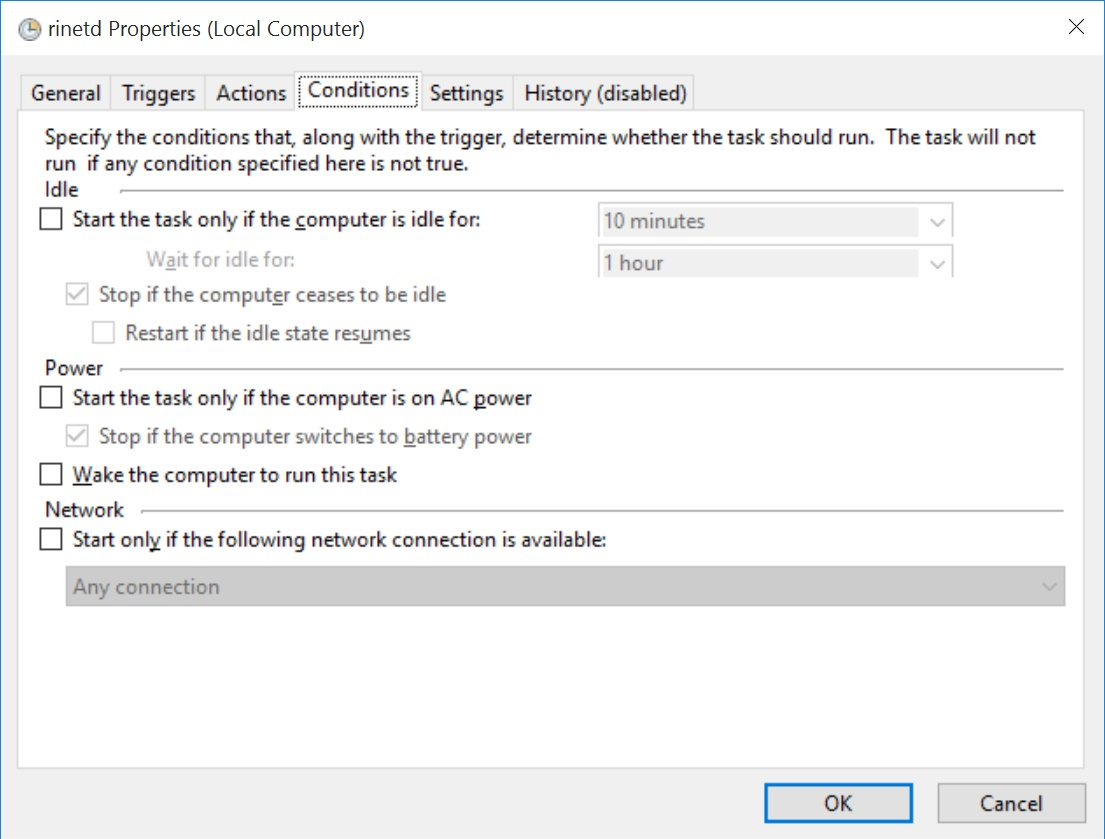 rinetd Properties (Local Computer)
General Triggers Actions Conditions Settings History (disabled)
Specify the conditions that, along with the trigger, determine whether the task should run.  The task will not
run  if any condition specified here is not true.
Idle
Start the task only if the computer is idle for: 10 minutes
Wait for idle for: 1 hour
Stop if the computer ceases to be idle
Restart if the idle state resumes
Power
Start the task only if the computer is on AC power
Stop if the computer switches to battery power
Wake the computer to run this task
Network
Start only if the following network connection is available:
Any connection
OK Cancel